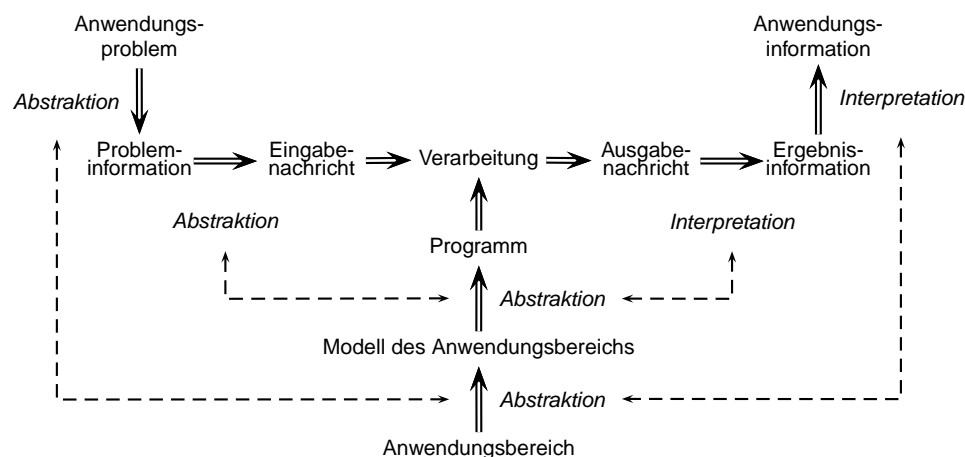 Anwendungs-
problem
Anwendungs-
information
Abstraktion
Interpretation
Problem-
information
Eingabe-
nachricht
Verarbeitung
Ausgabe-
nachricht
Ergebnis-
information
Abstraktion
Interpretation
Programm
Abstraktion
Modell des Anwendungsbereichs
Abstraktion
Anwendungsbereich